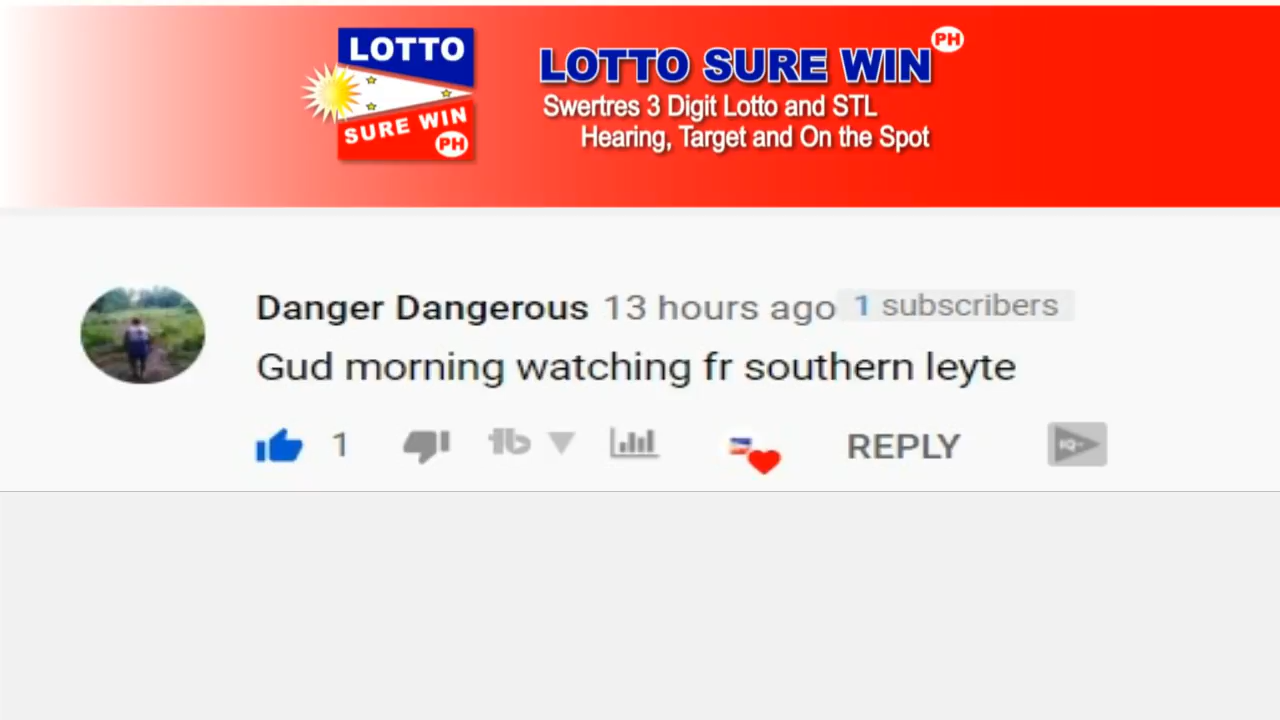 LOTTO
SURE WIN
PH
LOTTO SURE WIN PH
Swertres 3 Digit Lotto and STL
Hearing, Target and On the Spot
Danger Dangerous 13 hours ago 1 subscribers
Gud morning watching fr southern leyte
1 REPLY